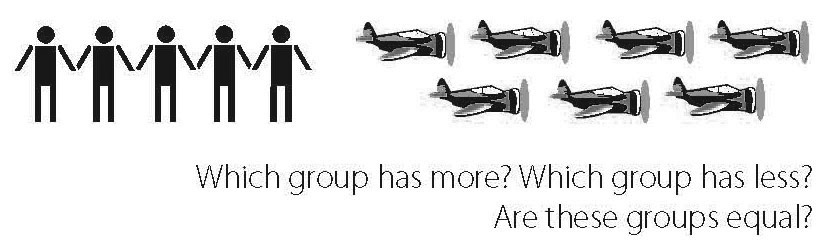 Which group has more? Which group has less?
Are these groups equal?